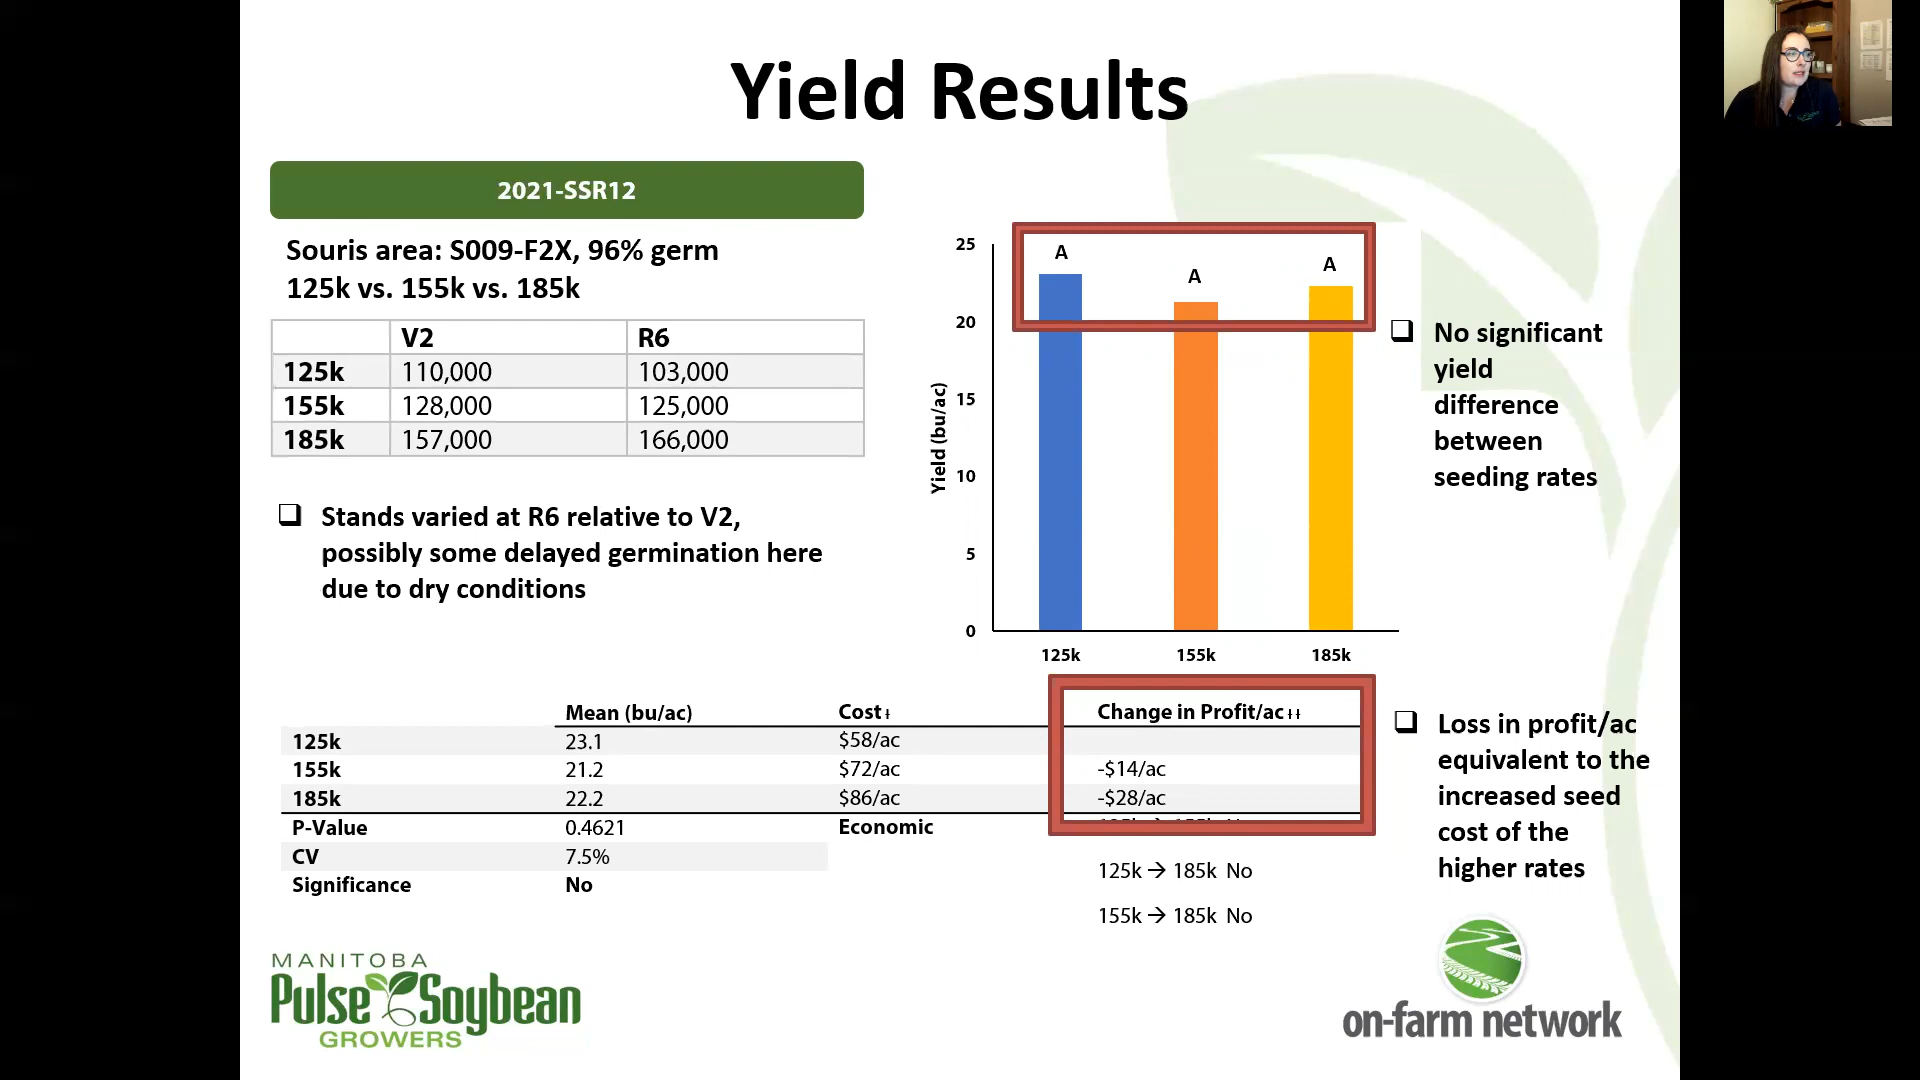 Yield Results
2021-SSR12
Souris area: S009-F2X, 96% germ
125k vs. 155k vs. 185k
V2 R6
125k 110,000 103,000
155k 128,000 125,000
185k 157,000 166,000
❑ Stands varied at R6 relative to V2,
possibly some delayed germination here
due to dry conditions
25
20
15
10
5
0
Yield (bu/ac)
A A A
125k 155k 185k
❑ No significant
yield
difference
between
seeding rates
Mean (bu/ac) Cost ƚ Change in Profit/ac ƚƚ
125k 23.1 $58/ac
155k 21.2 $72/ac -$14/ac
185k 22.2 $86/ac -$28/ac
P-Value 0.4621 Economic
CV 7.5%
Significance No
125k → 185k No
155k → 185k No
❑ Loss in profit/ac
equivalent to the
increased seed
cost of the
higher rates
MANITOBA
Pulse Soybean
GROWERS
on-farm network